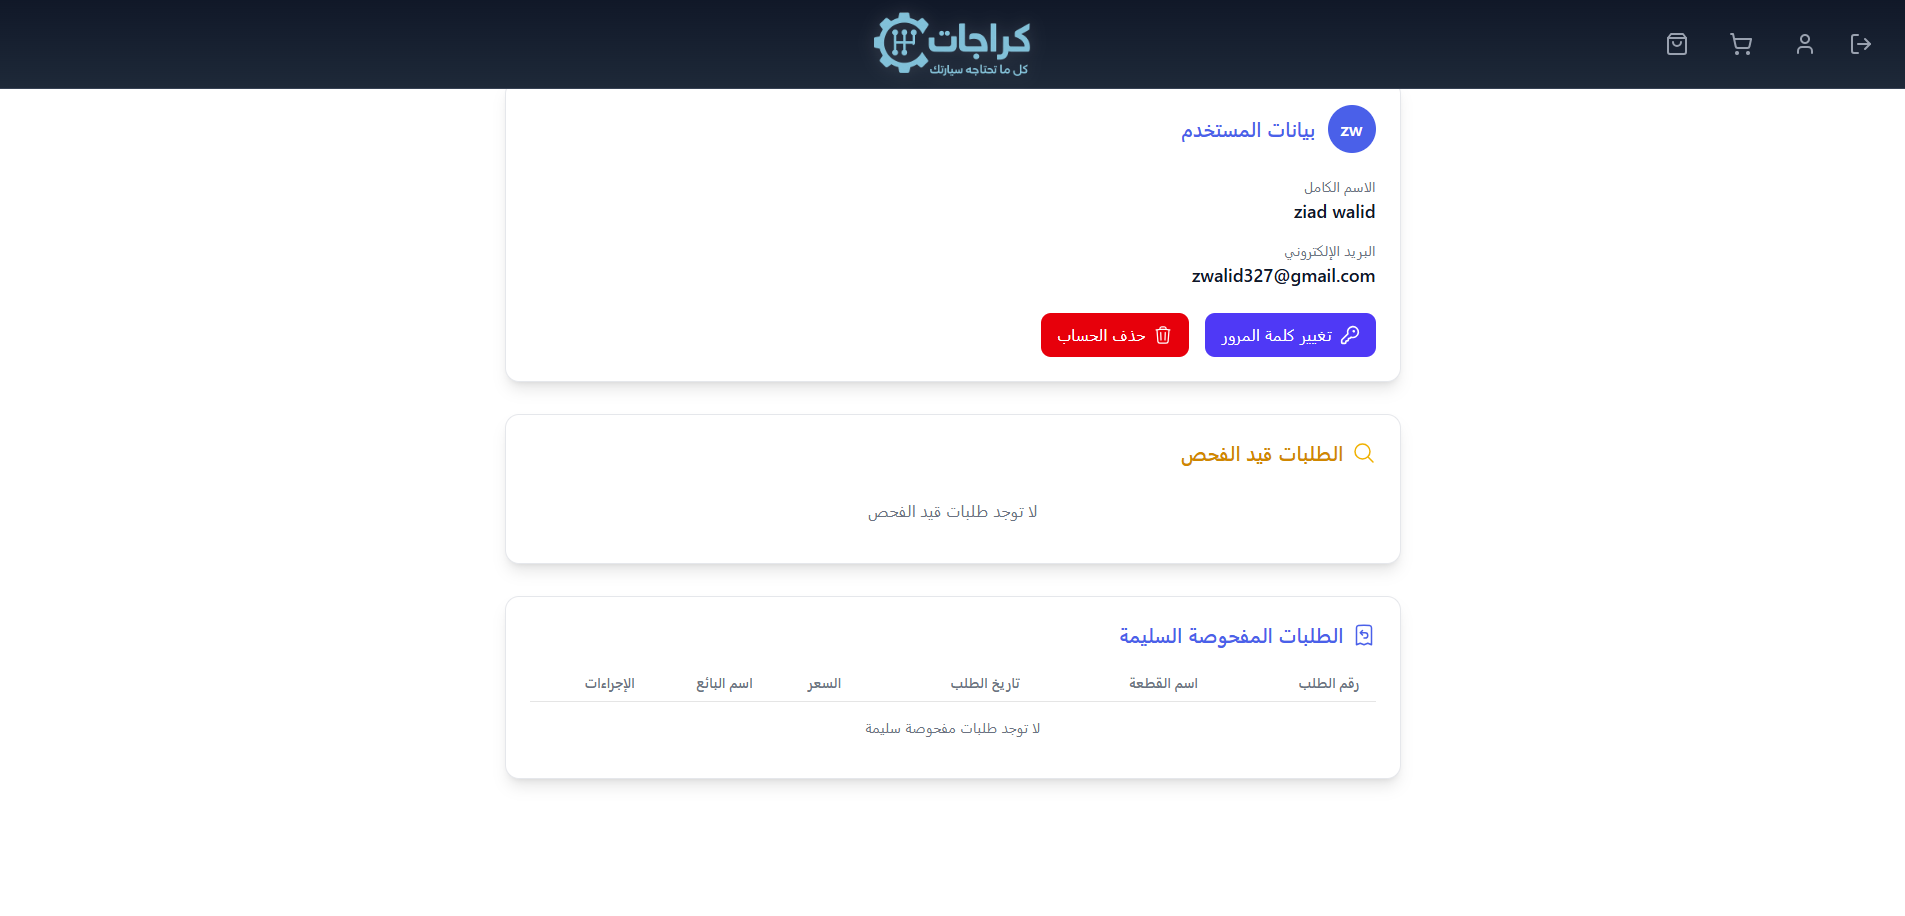 كراجات
كل ما تحتاجه سيارتك
zw
بيانات المستخدم
الاسم الكامل
ziad walid
البريد الإلكتروني
zwalid327@gmail.com
تغيير كلمة المرور
حذف الحساب
الطلبات قيد الفحص
لا توجد طلبات قيد الفحص
الطلبات المفحوصة السليمة
رقم الطلب اسم القطعة تاريخ الطلب السعر اسم البائع الإجراءات
لا توجد طلبات مفحوصة سليمة